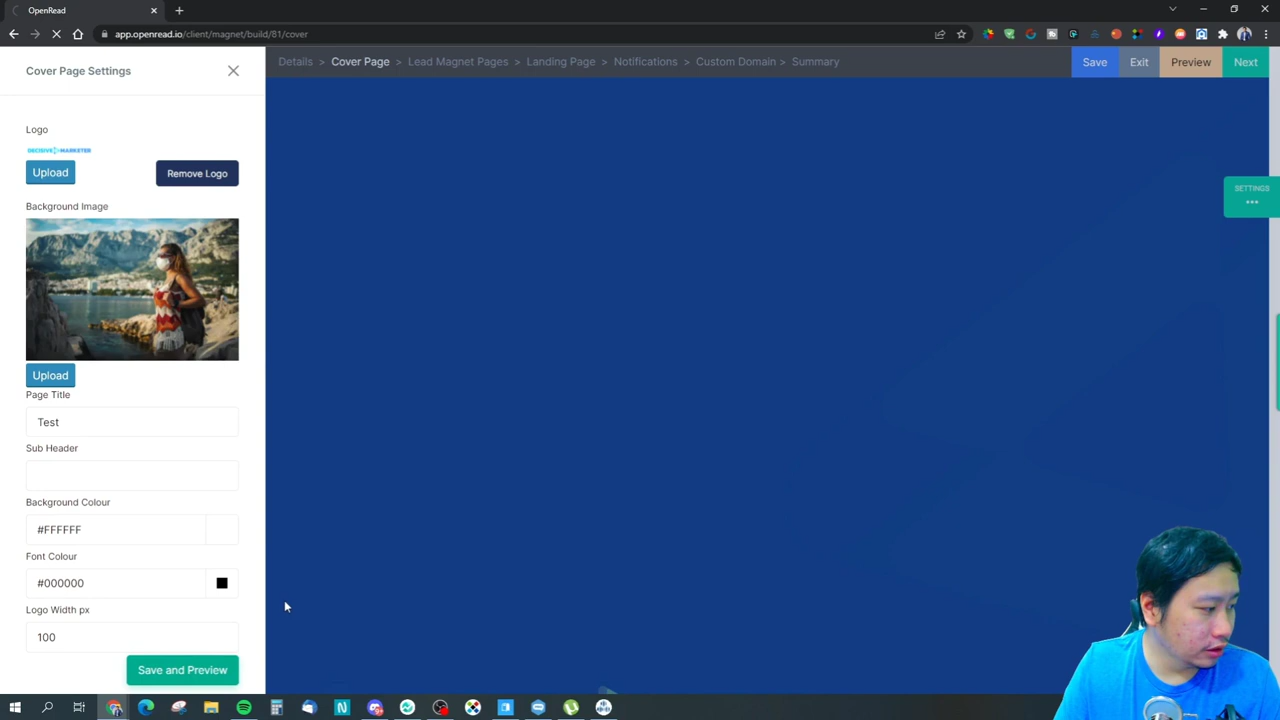 OpenRead
app.openread.io/client/magnet/build/81/cover
Cover Page Settings
Details > Cover Page > Lead Magnet Pages > Landing Page > Notifications > Custom Domain > Summary
Save Exit Preview Next
Logo
DECISIVE MARKETER
Upload Remove Logo
SETTINGS
Background Image
Upload
Page Title
Test
Sub Header
Background Colour
#FFFFFF
Font Colour
#000000
Logo Width px
100
Save and Preview